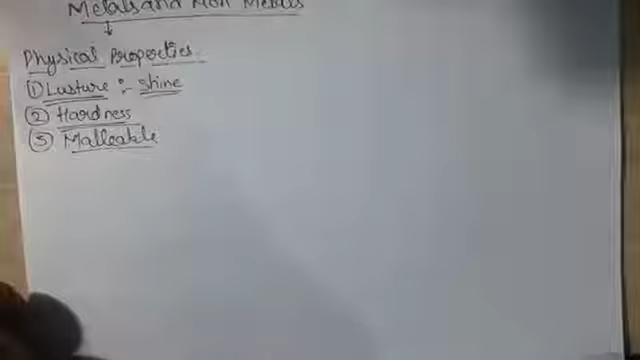 Metals and Non Metals
Physical Properties
① Lusture :- Shine
② Hardness
③ Malleable